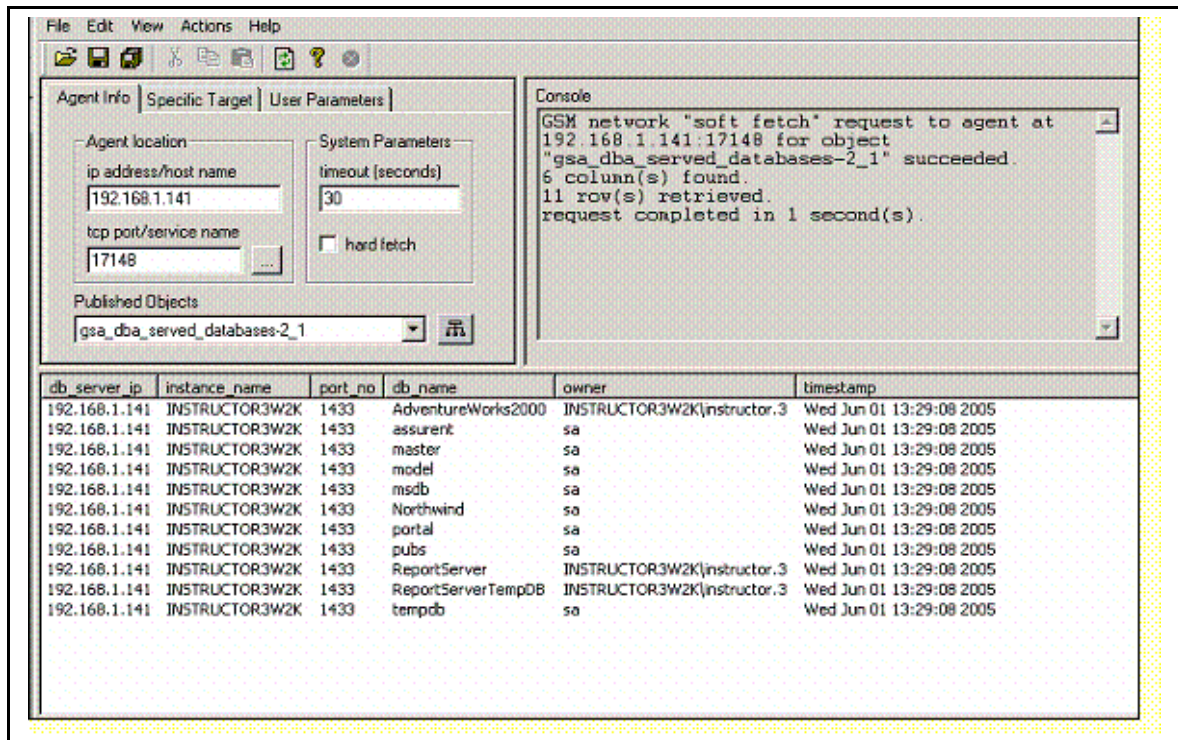 File Edit View Actions Help
Agent Info Specific Target User Parameters
Agent location
ip address/host name
192.168.1.141
tcp port/service name
17148
...
System Parameters
timeout (seconds)
30
hard fetch
Published Objects
gsa_dba_served_databases-2_1
Console
GSM network "soft fetch" request to agent at
192.168.1.141:17148 for object
"gsa_dba_served_databases-2_1" succeeded.
6 column(s) found.
11 row(s) retrieved.
request completed in 1 second(s).
db_server_ip instance_name port_no db_name owner timestamp
192.168.1.141 INSTRUCTOR3W2K 1433 AdventureWorks2000 INSTRUCTOR3W2K\instructor.3 Wed Jun 01 13:29:08 2005
192.168.1.141 INSTRUCTOR3W2K 1433 assurent sa Wed Jun 01 13:29:08 2005
192.168.1.141 INSTRUCTOR3W2K 1433 master sa Wed Jun 01 13:29:08 2005
192.168.1.141 INSTRUCTOR3W2K 1433 model sa Wed Jun 01 13:29:08 2005
192.168.1.141 INSTRUCTOR3W2K 1433 msdb sa Wed Jun 01 13:29:08 2005
192.168.1.141 INSTRUCTOR3W2K 1433 Northwind sa Wed Jun 01 13:29:08 2005
192.168.1.141 INSTRUCTOR3W2K 1433 portal sa Wed Jun 01 13:29:08 2005
192.168.1.141 INSTRUCTOR3W2K 1433 pubs sa Wed Jun 01 13:29:08 2005
192.168.1.141 INSTRUCTOR3W2K 1433 ReportServer INSTRUCTOR3W2K\instructor.3 Wed Jun 01 13:29:08 2005
192.168.1.141 INSTRUCTOR3W2K 1433 ReportServerTempDB INSTRUCTOR3W2K\instructor.3 Wed Jun 01 13:29:08 2005
192.168.1.141 INSTRUCTOR3W2K 1433 tempdb sa Wed Jun 01 13:29:08 2005